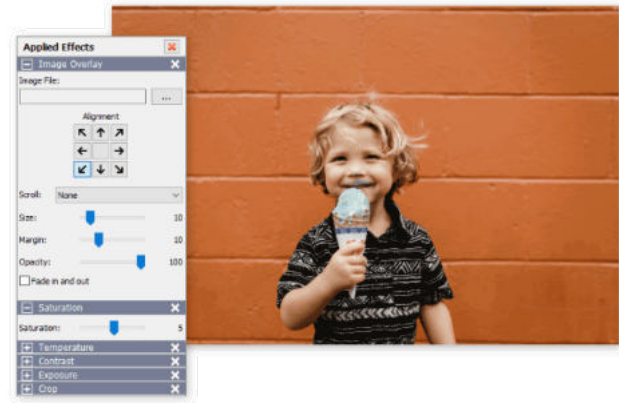 Applied Effects
Image Overlay
Image File:
...
Alignment
Scroll: None
Size: 10
Margin: 10
Opacity: 100
Fade in and out
Saturation
Saturation: 5
Temperature
Contrast
Exposure
Crop